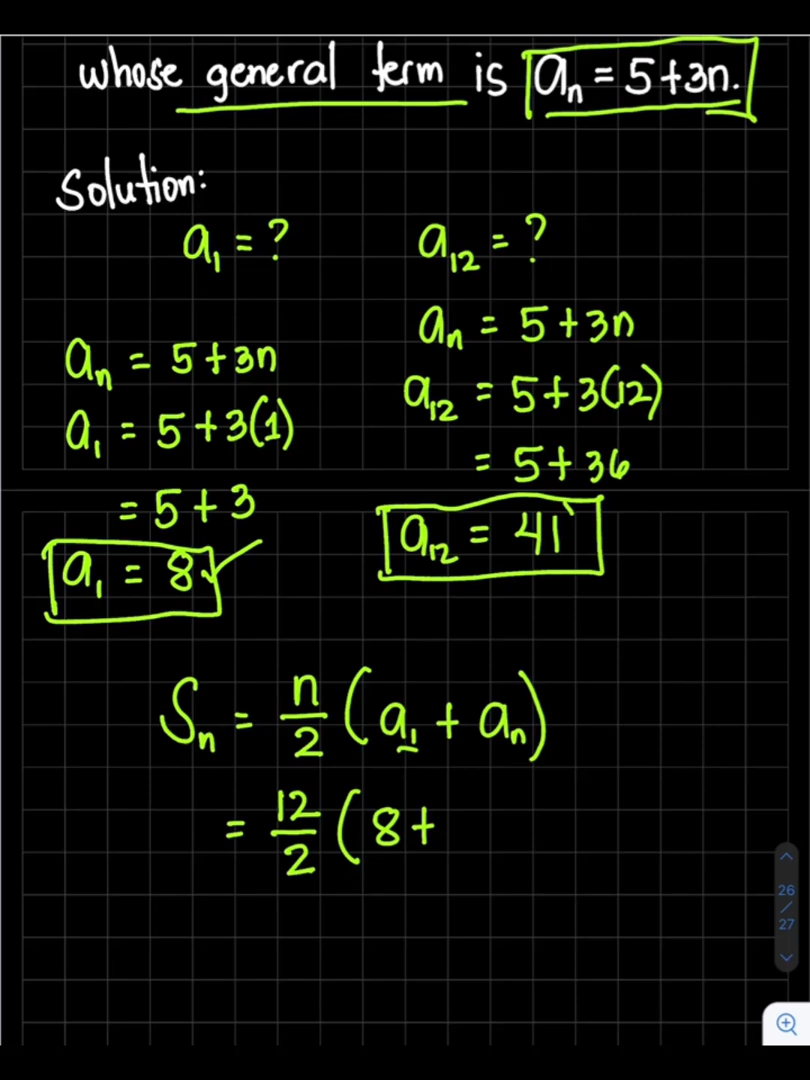 whose general term is aₙ = 5+3n.
Solution:
a₁ = ?
a₁₂ = ?
aₙ = 5+3n
aₙ = 5+3n
a₁ = 5+3(1)
a₁₂ = 5+3(12)
= 5+3
= 5+36
a₁ = 8 ✓
a₁₂ = 41
Sₙ = n/2 (a₁ + aₙ)
= 12/2 (8+
26
/
27